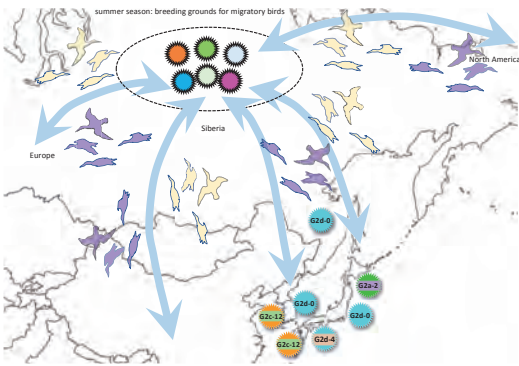 summer season: breeding grounds for migratory birds
North America
Siberia
Europe
G2d-0
G2a-2
G2d-0
G2c-12
G2d-0
G2d-4
G2c-12